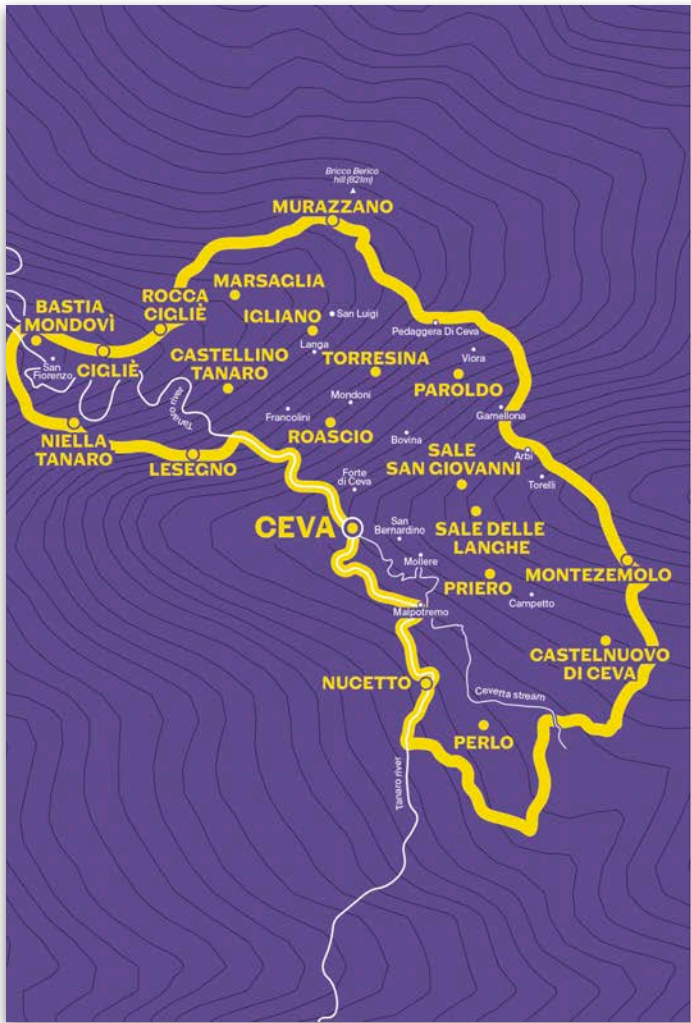 Bricco Berico
hill (821m)
MURAZZANO
MARSAGLIA
ROCCA
CIGLIÈ
BASTIA
MONDOVÌ
IGLIANO
San Luigi
Pedaggera Di Ceva
Langa
San
Fiorenzo
CIGLIÈ
CASTELLINO
TANARO
TORRESINA
Viora
PAROLDO
Tanaro river
Mondoni
Francolini
Gamellona
NIELLA
TANARO
ROASCIO
Bovina
LESEGNO
SALE
SAN GIOVANNI
Arbi
Torelli
Forte
di Ceva
CEVA
San
Bernardino
SALE DELLE
LANGHE
Mollere
PRIERO
MONTEZEMOLO
Campetto
Malpotremo
CASTELNUOVO
DI CEVA
NUCETTO
Cevetta stream
PERLO
Tanaro river